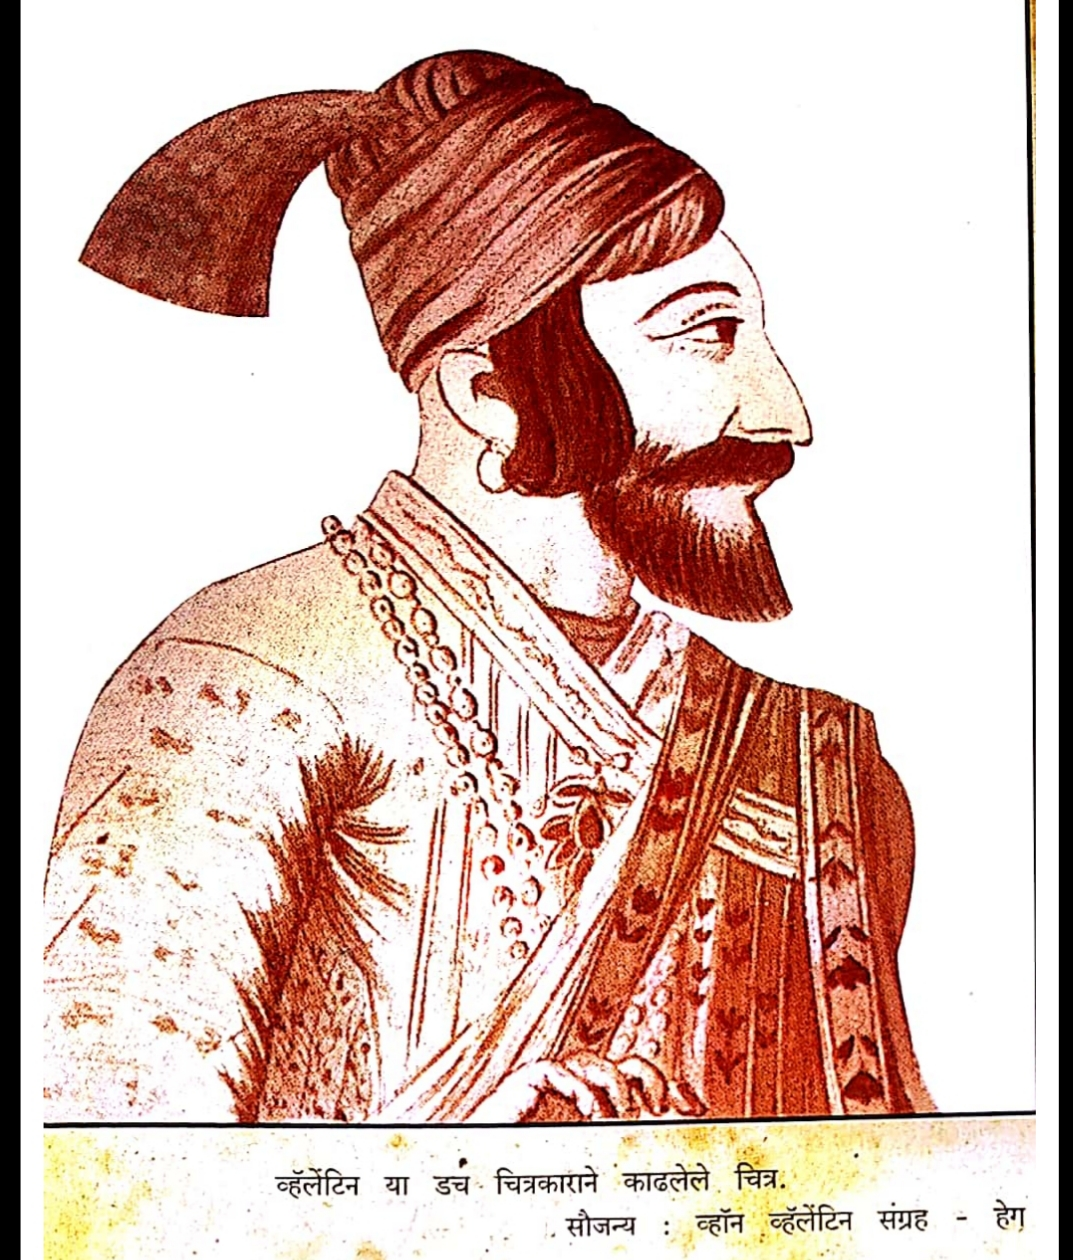 व्हॅलेंटिन या डच चित्रकाराने काढलेले चित्र.
सौजन्य : व्हॉन व्हॅलेंटिन संग्रह - हेग